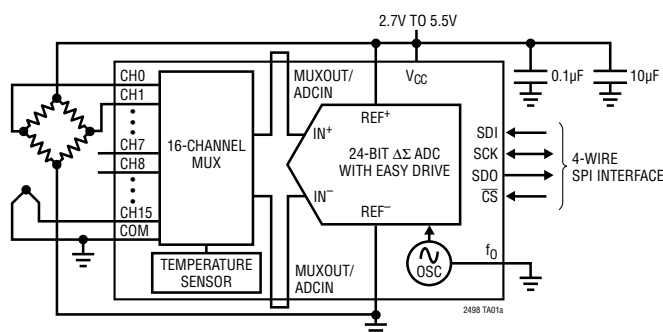 2.7V TO 5.5V
0.1µF
10µF
CH0
CH1
CH7
CH8
CH15
COM
16-CHANNEL
MUX
TEMPERATURE
SENSOR
MUXOUT/
ADCIN
MUXOUT/
ADCIN
VCC
REF+
IN+
24-BIT ΔΣ ADC
WITH EASY DRIVE
IN–
REF–
OSC
SDI
SCK
SDO
CS
4-WIRE
SPI INTERFACE
fO
2498 TA01a